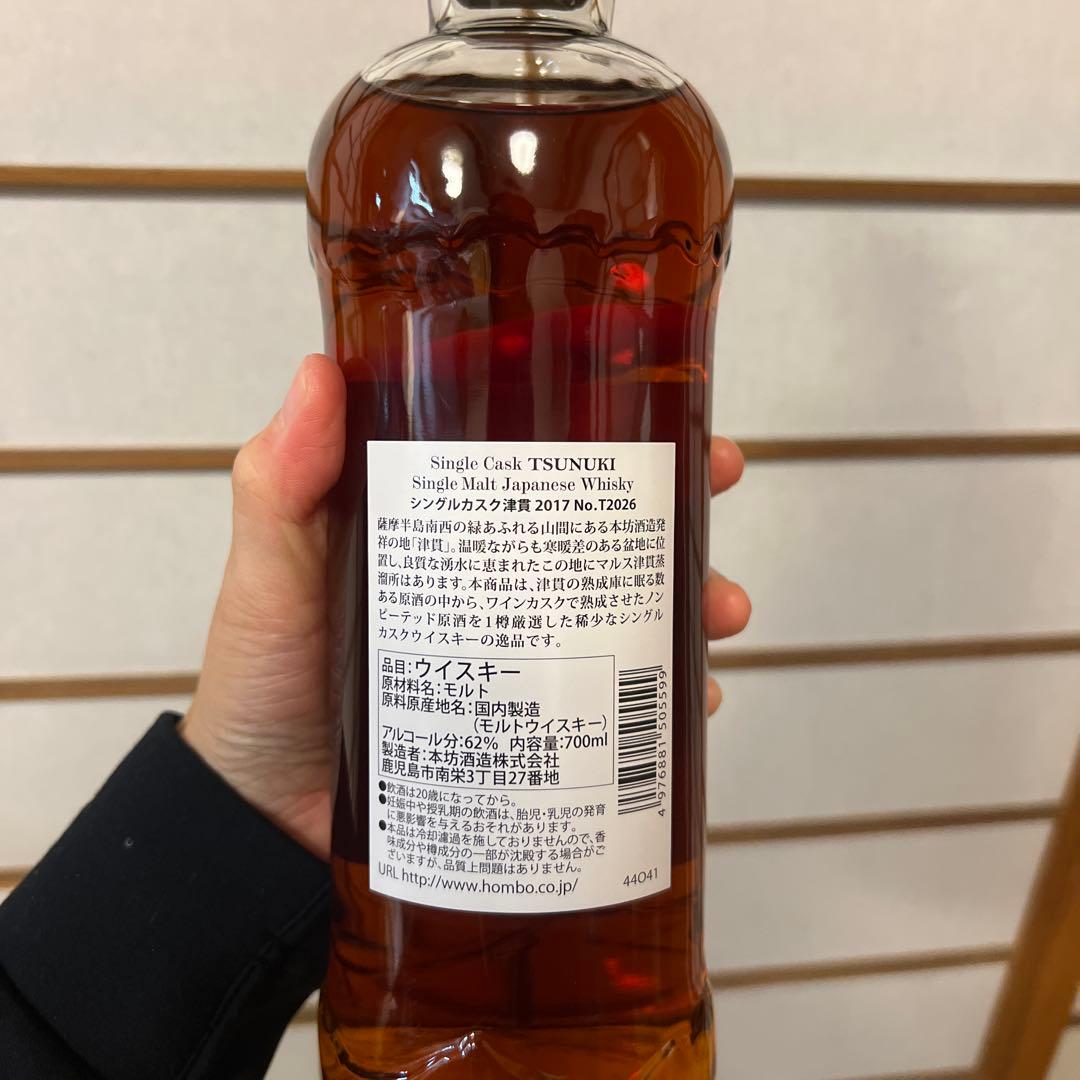 Single Cask TSUNUKI
Single Malt Japanese Whisky
シングルカスク津貫 2017 No.T2026
薩摩半島南西の緑あふれる山間にある本坊酒造発
祥の地「津貫」。温暖ながらも寒暖差のある盆地に位
置し、良質な湧水に恵まれたこの地にマルス津貫蒸
溜所はあります。本商品は、津貫の熟成庫に眠る数
ある原酒の中から、ワインカスクで熟成させたノン
ピーテッド原酒を1樽厳選した稀少なシングル
カスクウイスキーの逸品です。
品目:ウイスキー
原材料名:モルト
原料原産地名:国内製造
(モルトウイスキー)
アルコール分:62% 内容量:700ml
製造者:本坊酒造株式会社
鹿児島市南栄3丁目27番地
4 976881 505599
●飲酒は20歳になってから。
●妊娠中や授乳期の飲酒は、胎児・乳児の発育
に悪影響を与えるおそれがあります。
●本品は冷却濾過を施しておりませんので、香
味成分や樽成分の一部が沈殿する場合がご
ざいますが、品質上問題はありません。
URL http://www.hombo.co.jp/ 44041